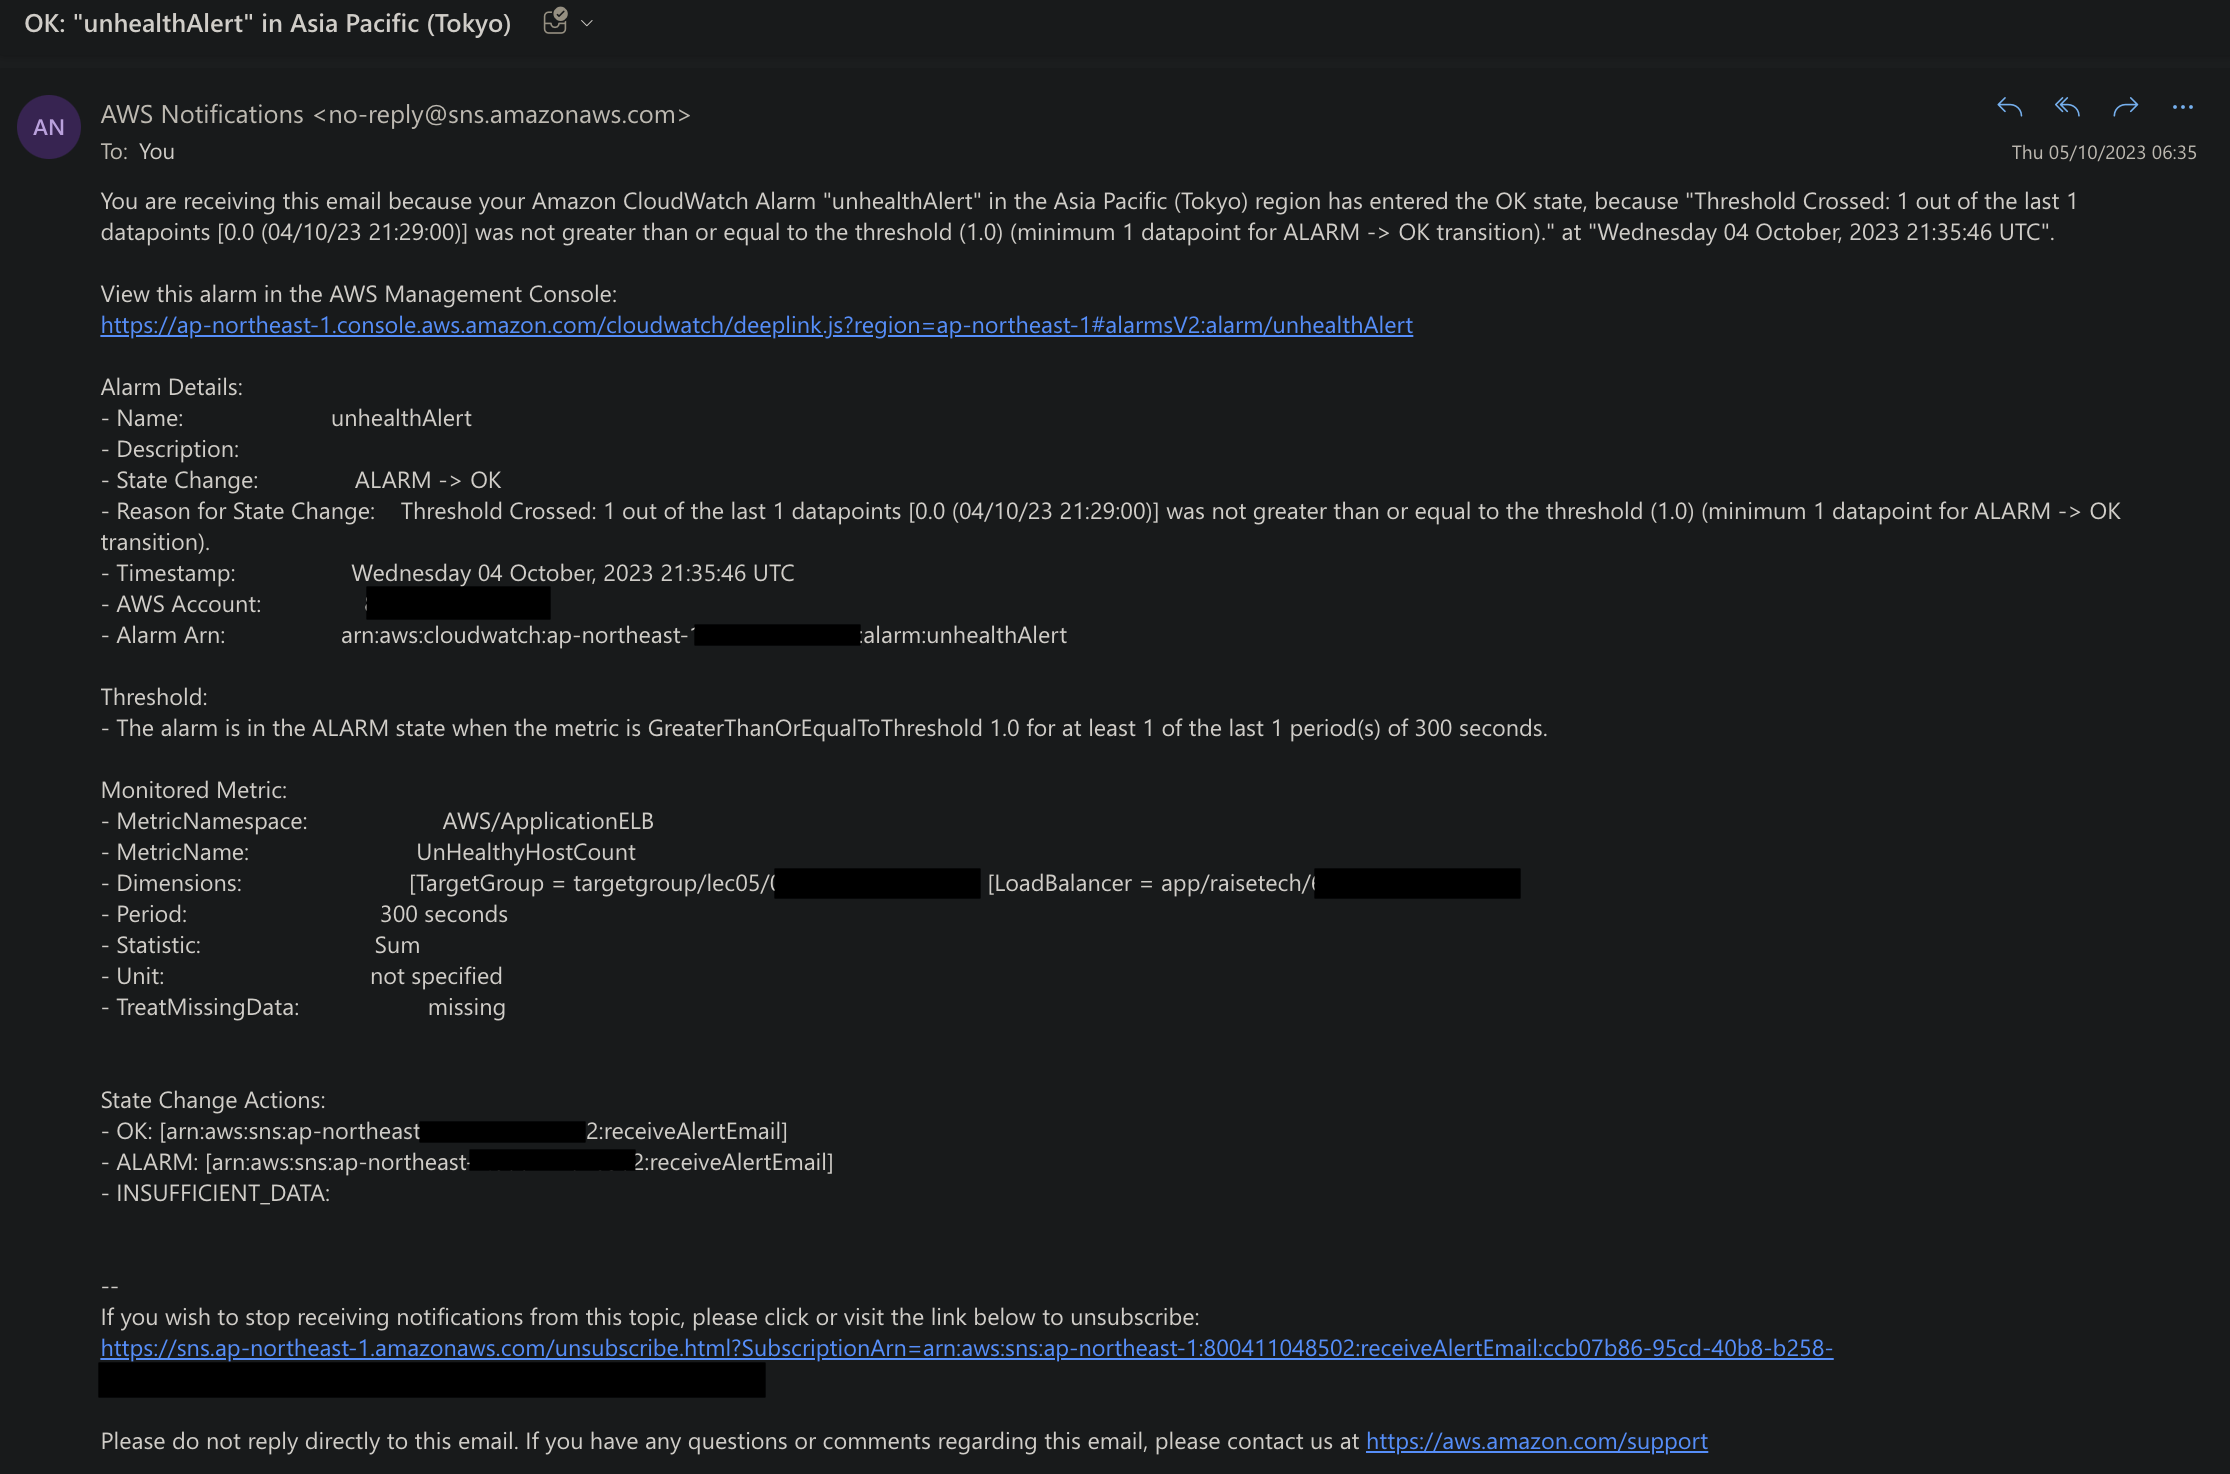 OK: "unhealthAlert" in Asia Pacific (Tokyo)
AN
AWS Notifications <no-reply@sns.amazonaws.com>
To: You
Thu 05/10/2023 06:35
You are receiving this email because your Amazon CloudWatch Alarm "unhealthAlert" in the Asia Pacific (Tokyo) region has entered the OK state, because "Threshold Crossed: 1 out of the last 1
datapoints [0.0 (04/10/23 21:29:00)] was not greater than or equal to the threshold (1.0) (minimum 1 datapoint for ALARM -> OK transition)." at "Wednesday 04 October, 2023 21:35:46 UTC".
View this alarm in the AWS Management Console:
https://ap-northeast-1.console.aws.amazon.com/cloudwatch/deeplink.js?region=ap-northeast-1#alarmsV2:alarm/unhealthAlert
Alarm Details:
- Name: unhealthAlert
- Description:
- State Change: ALARM -> OK
- Reason for State Change: Threshold Crossed: 1 out of the last 1 datapoints [0.0 (04/10/23 21:29:00)] was not greater than or equal to the threshold (1.0) (minimum 1 datapoint for ALARM -> OK
transition).
- Timestamp: Wednesday 04 October, 2023 21:35:46 UTC
- AWS Account:
- Alarm Arn: arn:aws:cloudwatch:ap-northeast- :alarm:unhealthAlert
Threshold:
- The alarm is in the ALARM state when the metric is GreaterThanOrEqualToThreshold 1.0 for at least 1 of the last 1 period(s) of 300 seconds.
Monitored Metric:
- MetricNamespace: AWS/ApplicationELB
- MetricName: UnHealthyHostCount
- Dimensions: [TargetGroup = targetgroup/lec05/ [LoadBalancer = app/raisetech/
- Period: 300 seconds
- Statistic: Sum
- Unit: not specified
- TreatMissingData: missing
State Change Actions:
- OK: [arn:aws:sns:ap-northeast 2:receiveAlertEmail]
- ALARM: [arn:aws:sns:ap-northeast- 2:receiveAlertEmail]
- INSUFFICIENT_DATA:
--
If you wish to stop receiving notifications from this topic, please click or visit the link below to unsubscribe:
https://sns.ap-northeast-1.amazonaws.com/unsubscribe.html?SubscriptionArn=arn:aws:sns:ap-northeast-1:800411048502:receiveAlertEmail:ccb07b86-95cd-40b8-b258-
Please do not reply directly to this email. If you have any questions or comments regarding this email, please contact us at https://aws.amazon.com/support